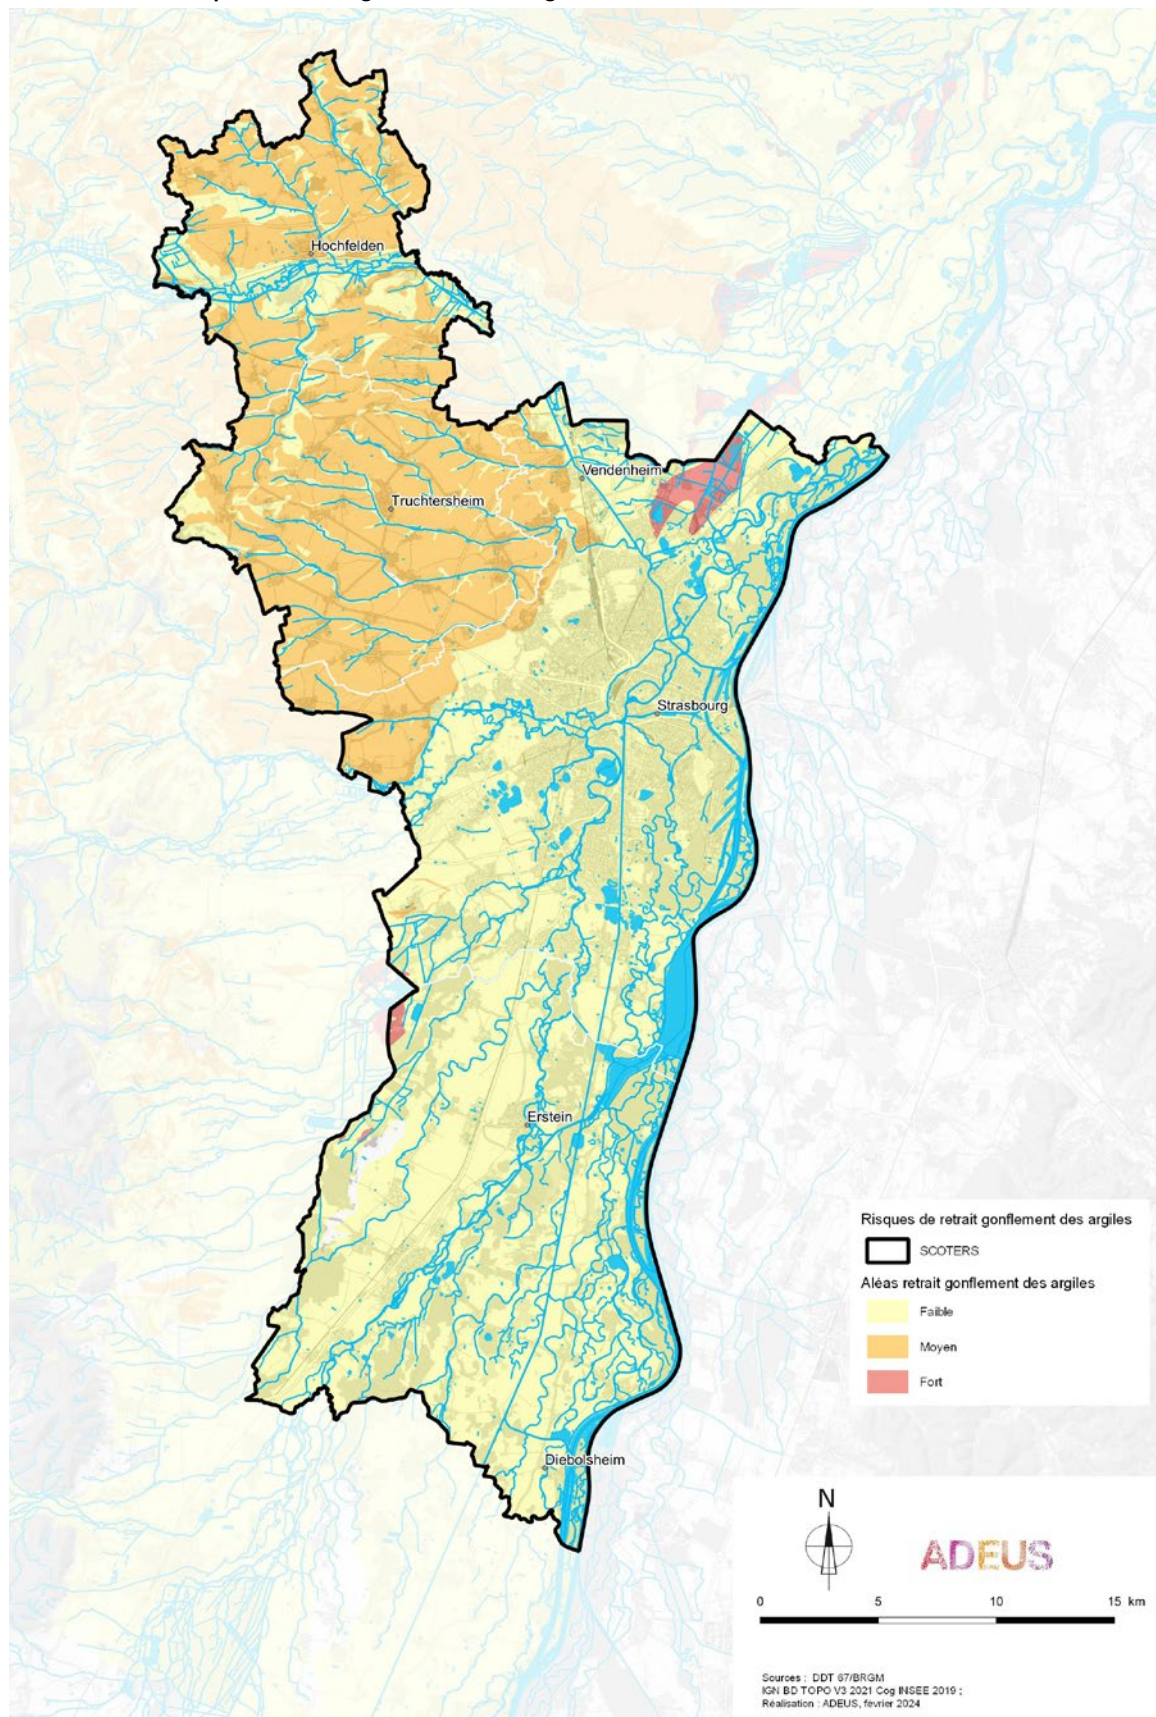 Hochfelden
Vendenheim
Truchtersheim
Strasbourg
Erstein
Diebolsheim
Risques de retrait gonflement des argiles
SCOTERS
Aléas retrait gonflement des argiles
Faible
Moyen
Fort
N
ADEUS
0 5 10 15 km
Sources : DDT 67/BRGM
IGN BD TOPO V3 2021 Cog INSEE 2019 ;
Réalisation : ADEUS, février 2024